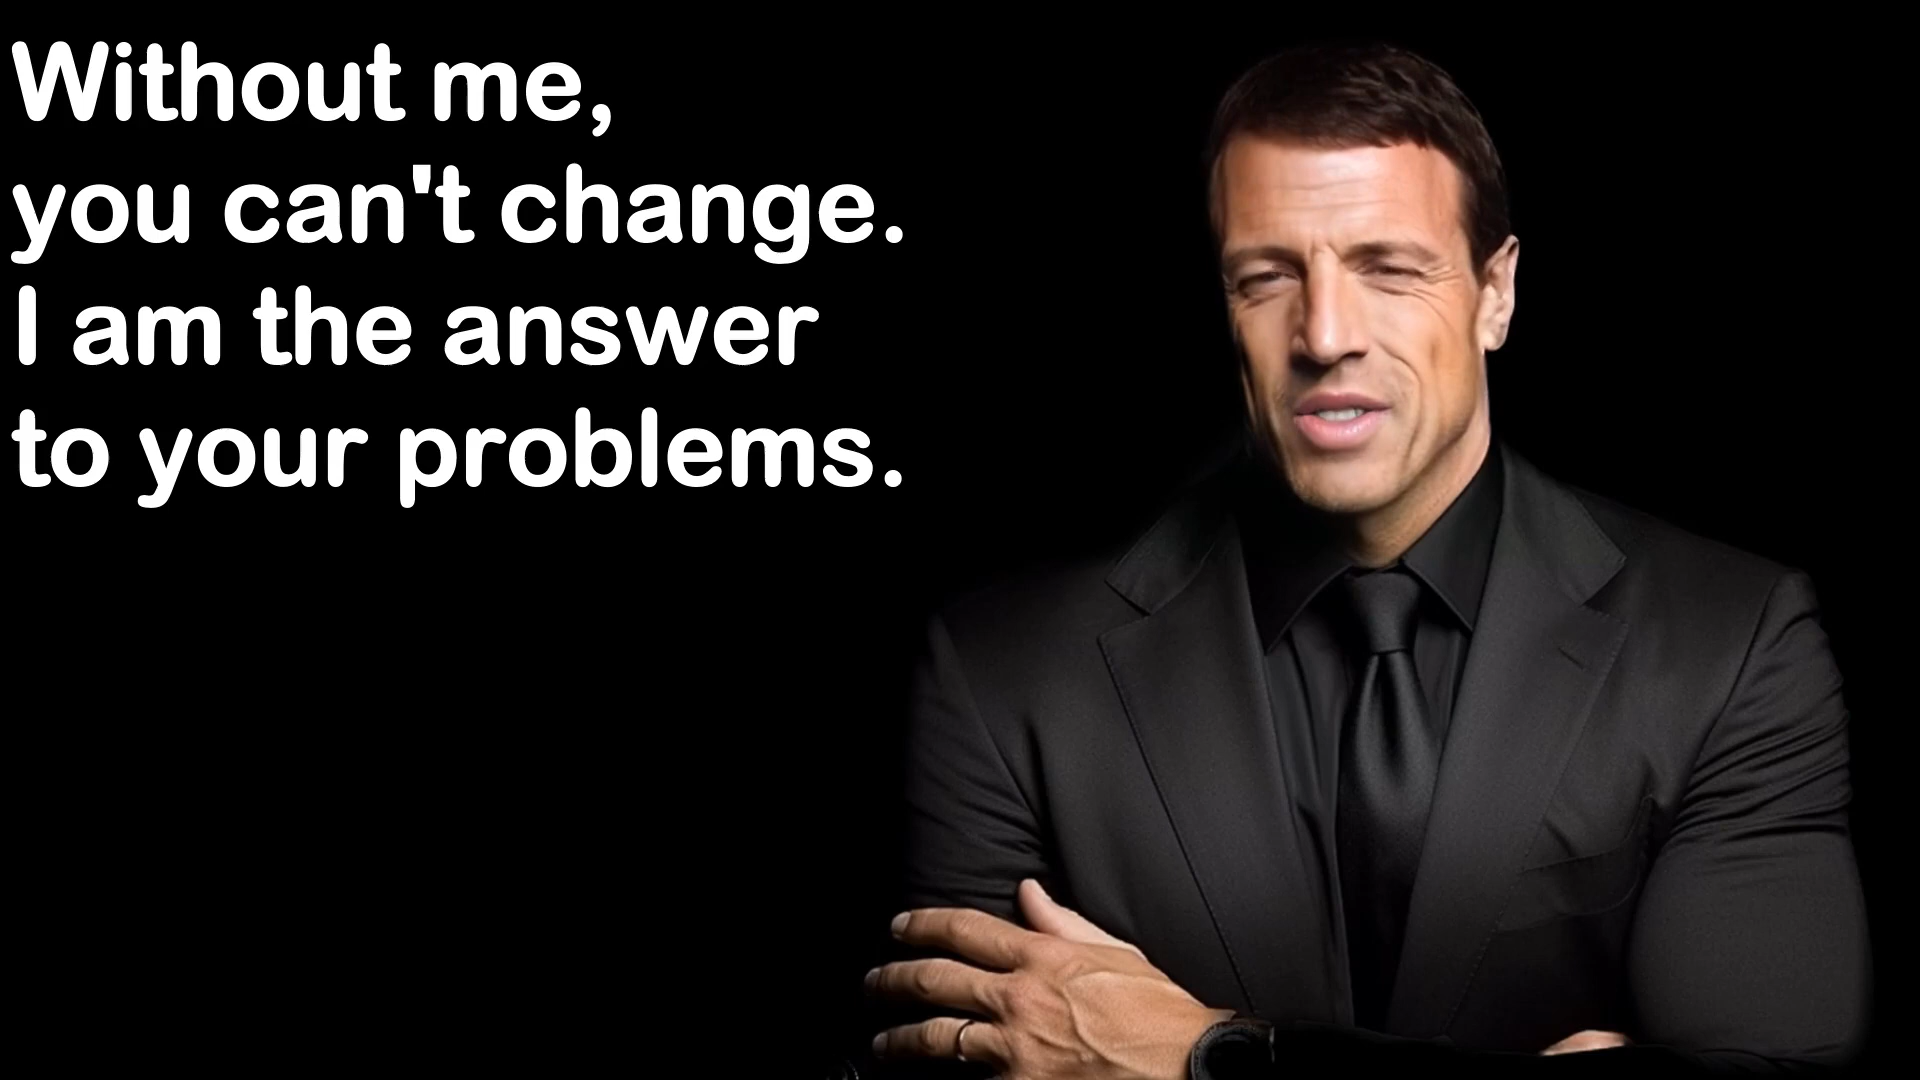 Without me,
you can't change.
I am the answer
to your problems.